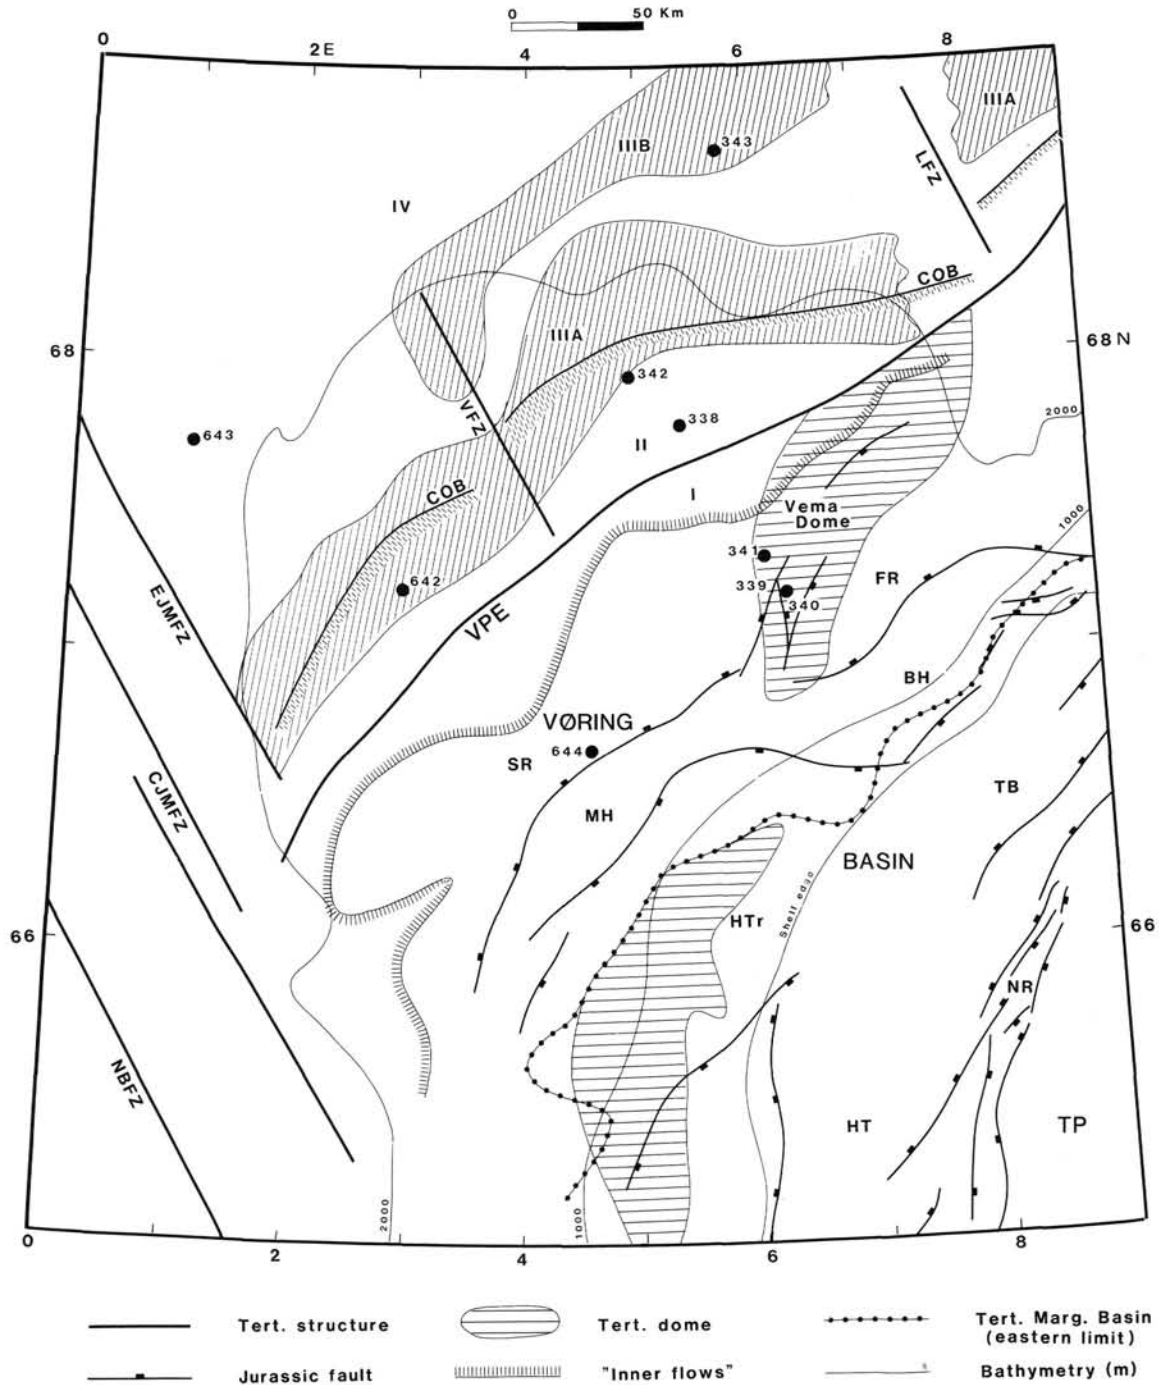 0 50 Km
0 2E 4 6 8
IIIA
IIIB
343
LFZ
IV
COB
IIIA
68
68N
342
VFZ
338
2000
643
II
I
COB
Vema
Dome
1000
341
642
339
FR
340
EJMFZ
VPE
BH
VØRING
644
SR
CJMFZ
TB
MH
BASIN
Shelf edge
HTr
66
66
NR
NBFZ
HT
TP
2000
1000
0 2 4 6 8
Tert. structure
Tert. dome
Tert. Marg. Basin
(eastern limit)
Jurassic fault
"Inner flows"
Bathymetry (m)